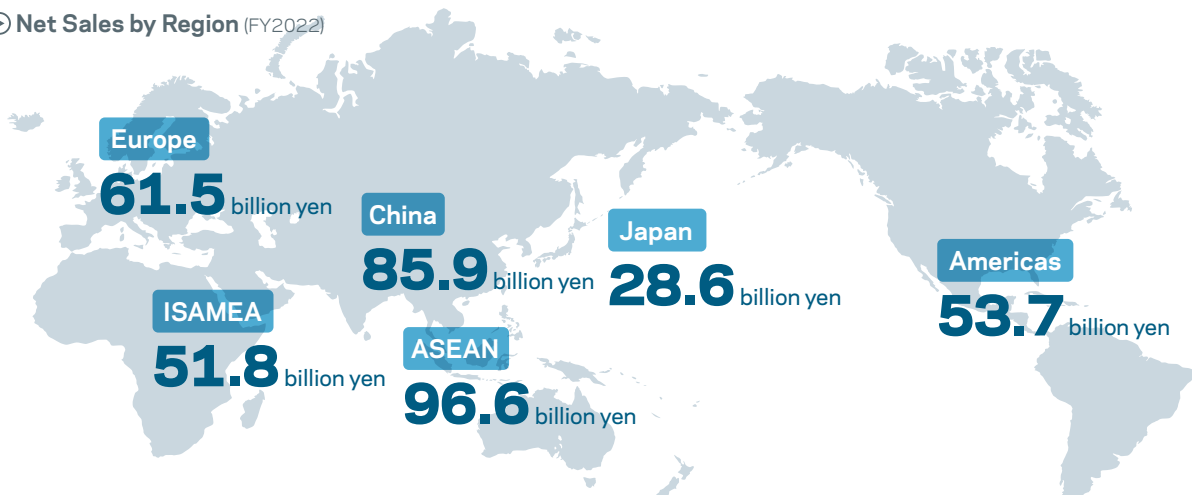 Net Sales by Region (FY2022)
Europe
61.5 billion yen
China
85.9 billion yen
Japan
28.6 billion yen
Americas
53.7 billion yen
ISAMEA
51.8 billion yen
ASEAN
96.6 billion yen